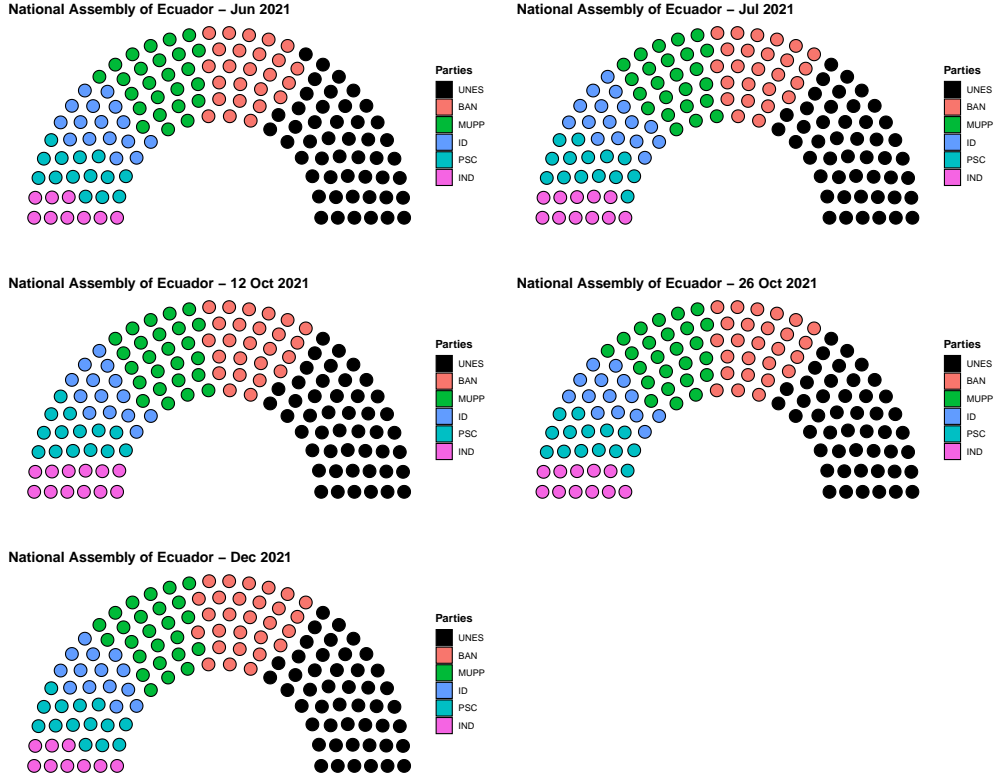 National Assembly of Ecuador – Jun 2021
Parties
UNES
BAN
MUPP
ID
PSC
IND
National Assembly of Ecuador – Jul 2021
Parties
UNES
BAN
MUPP
ID
PSC
IND
National Assembly of Ecuador – 12 Oct 2021
Parties
UNES
BAN
MUPP
ID
PSC
IND
National Assembly of Ecuador – 26 Oct 2021
Parties
UNES
BAN
MUPP
ID
PSC
IND
National Assembly of Ecuador – Dec 2021
Parties
UNES
BAN
MUPP
ID
PSC
IND